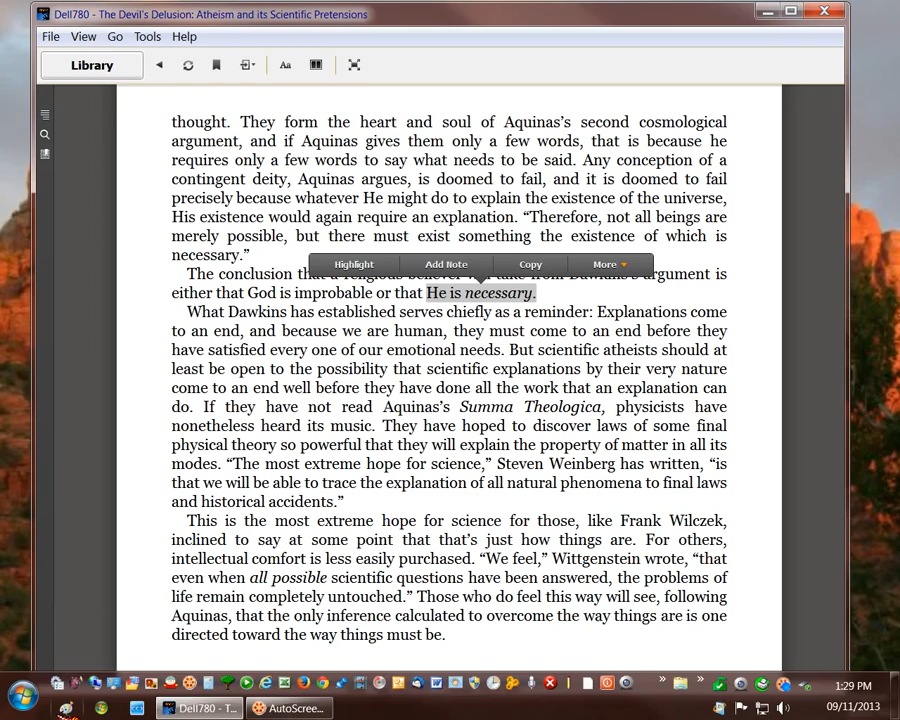 Dell780 - The Devil's Delusion: Atheism and its Scientific Pretensions
File View Go Tools Help
Library Aa
thought. They form the heart and soul of Aquinas's second cosmological
argument, and if Aquinas gives them only a few words, that is because he
requires only a few words to say what needs to be said. Any conception of a
contingent deity, Aquinas argues, is doomed to fail, and it is doomed to fail
precisely because whatever He might do to explain the existence of the universe,
His existence would again require an explanation. “Therefore, not all beings are
merely possible, but there must exist something the existence of which is
necessary.”
Highlight Add Note Copy More
The conclusion argument is
either that God is improbable or that He is necessary.
What Dawkins has established serves chiefly as a reminder: Explanations come
to an end, and because we are human, they must come to an end before they
have satisfied every one of our emotional needs. But scientific atheists should at
least be open to the possibility that scientific explanations by their very nature
come to an end well before they have done all the work that an explanation can
do. If they have not read Aquinas's Summa Theologica, physicists have
nonetheless heard its music. They have hoped to discover laws of some final
physical theory so powerful that they will explain the property of matter in all its
modes. “The most extreme hope for science,” Steven Weinberg has written, “is
that we will be able to trace the explanation of all natural phenomena to final laws
and historical accidents.”
This is the most extreme hope for science for those, like Frank Wilczek,
inclined to say at some point that that's just how things are. For others,
intellectual comfort is less easily purchased. “We feel,” Wittgenstein wrote, “that
even when all possible scientific questions have been answered, the problems of
life remain completely untouched.” Those who do feel this way will see, following
Aquinas, that the only inference calculated to overcome the way things are is one
directed toward the way things must be.
1:29 PM
Dell780 - T... AutoScree...
09/11/2013